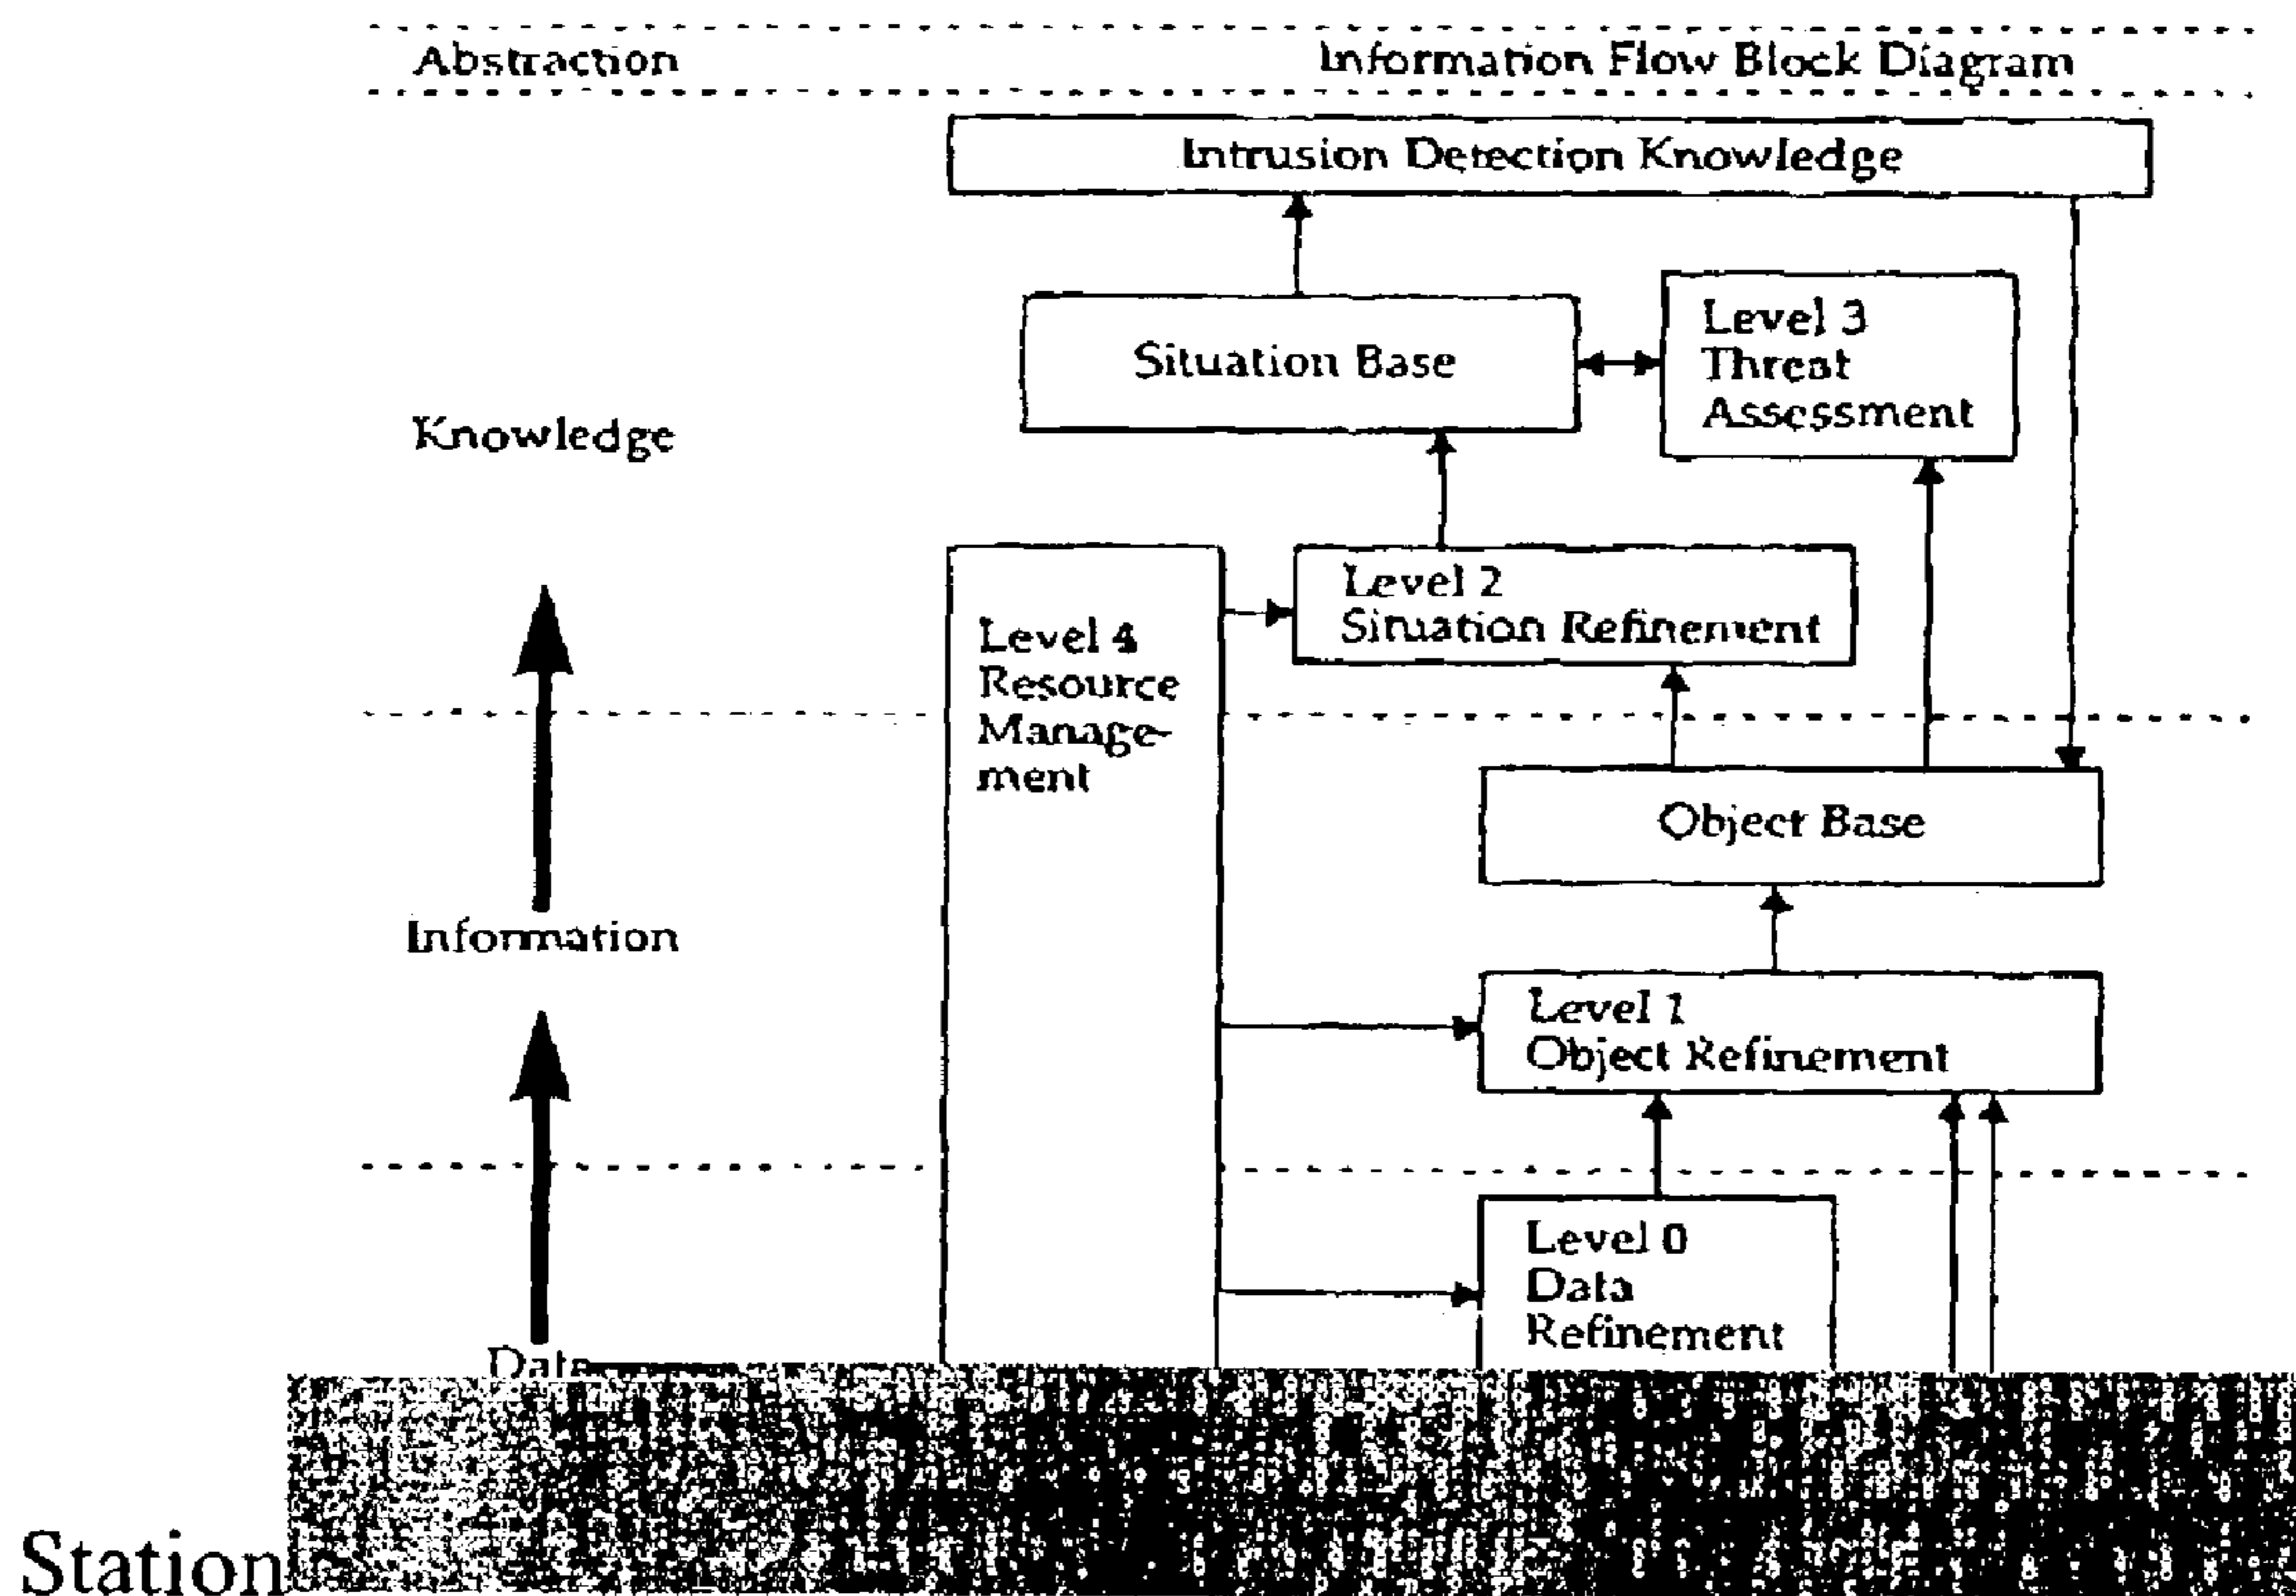 Abstraction
Information Flow Block Diagram
Intrusion Detection Knowledge
Situation Base
Level 3
Threat
Assessment
Knowledge
Level 2
Situation Refinement
Level 4
Resource
Manage-
ment
Object Base
Information
Level 1
Object Refinement
Level 0
Data
Refinement
Data
Station